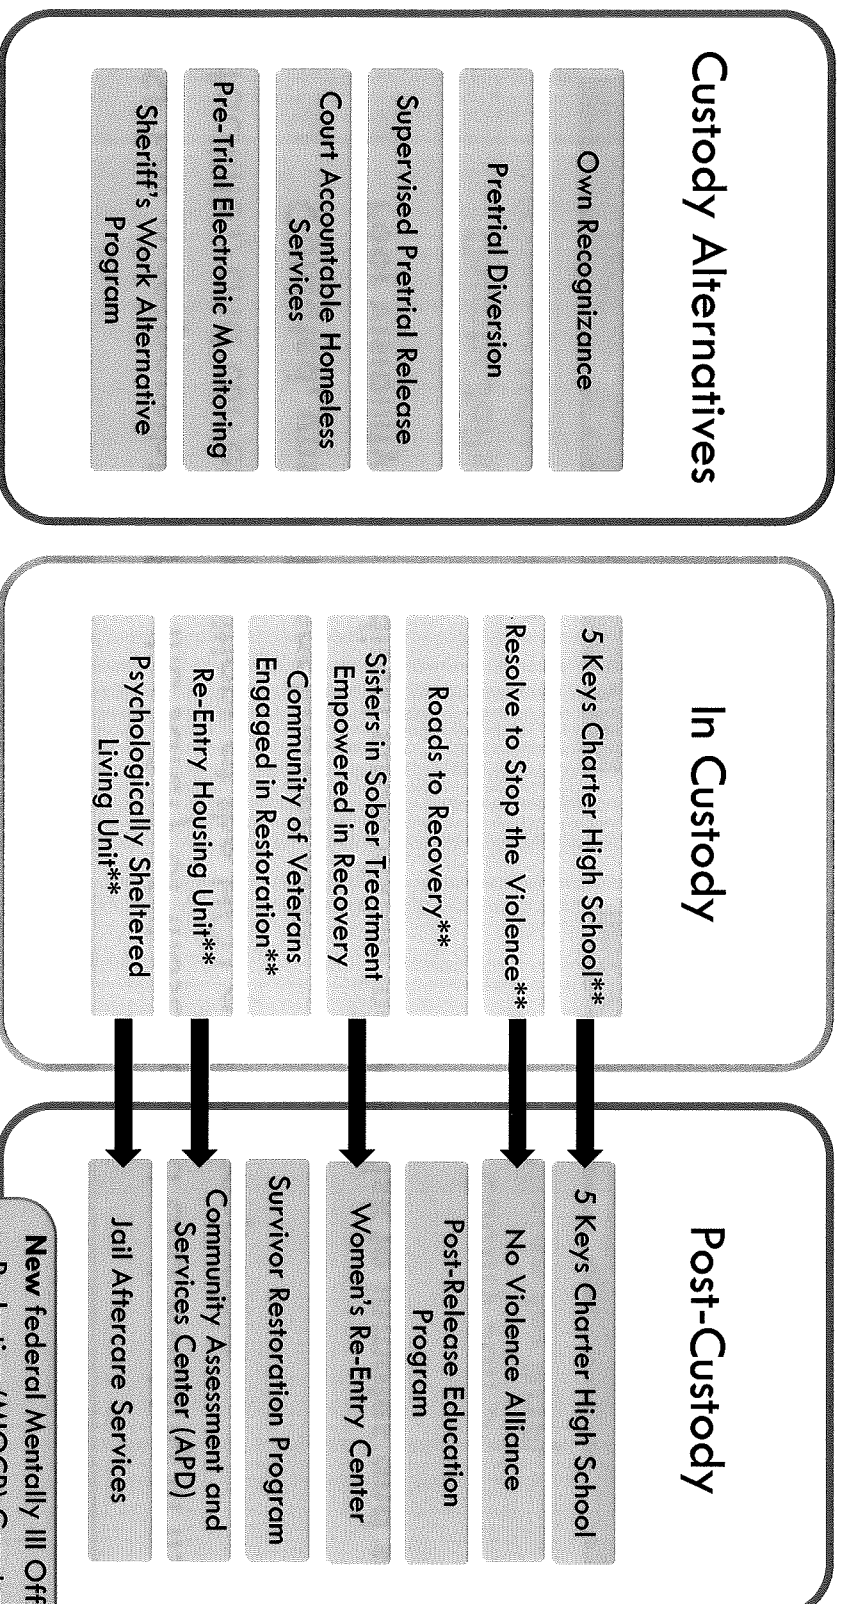 Custody Alternatives
Own Recognizance
Pretrial Diversion
Supervised Pretrial Release
Court Accountable Homeless
Services
Pre-Trial Electronic Monitoring
Sheriff's Work Alternative
Program
In Custody
5 Keys Charter High School**
Resolve to Stop the Violence**
Roads to Recovery**
Sisters in Sober Treatment
Empowered in Recovery
Community of Veterans
Engaged in Restoration**
Re-Entry Housing Unit**
Psychologically Sheltered
Living Unit**
Post-Custody
5 Keys Charter High School
No Violence Alliance
Post-Release Education
Program
Women's Re-Entry Center
Survivor Restoration Program
Community Assessment and
Services Center (APD)
Jail Aftercare Services
New federal Mentally Ill Off